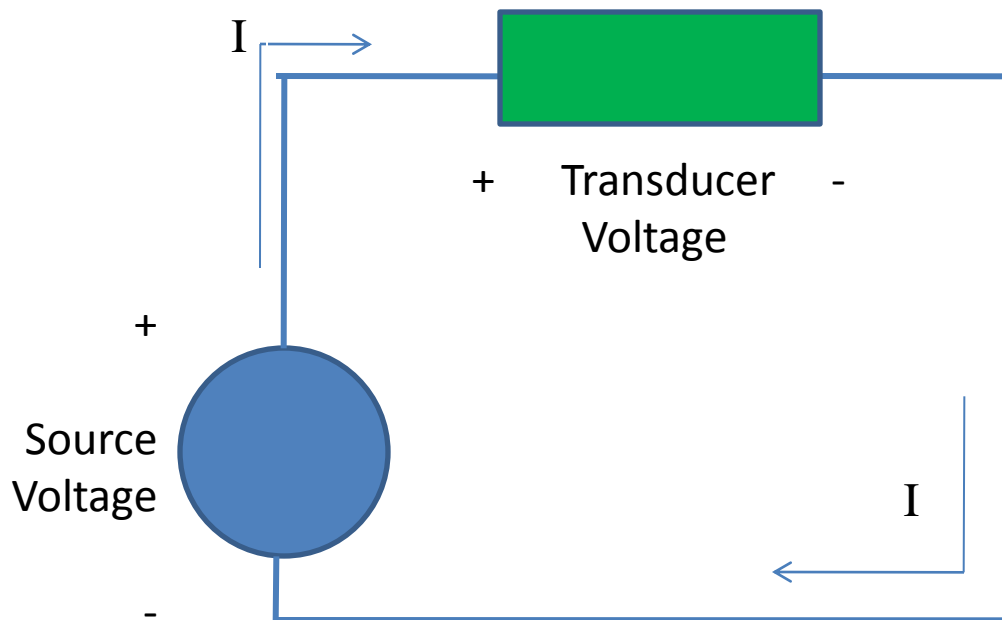 I
+ Transducer -
Voltage
+
Source
Voltage
I
-